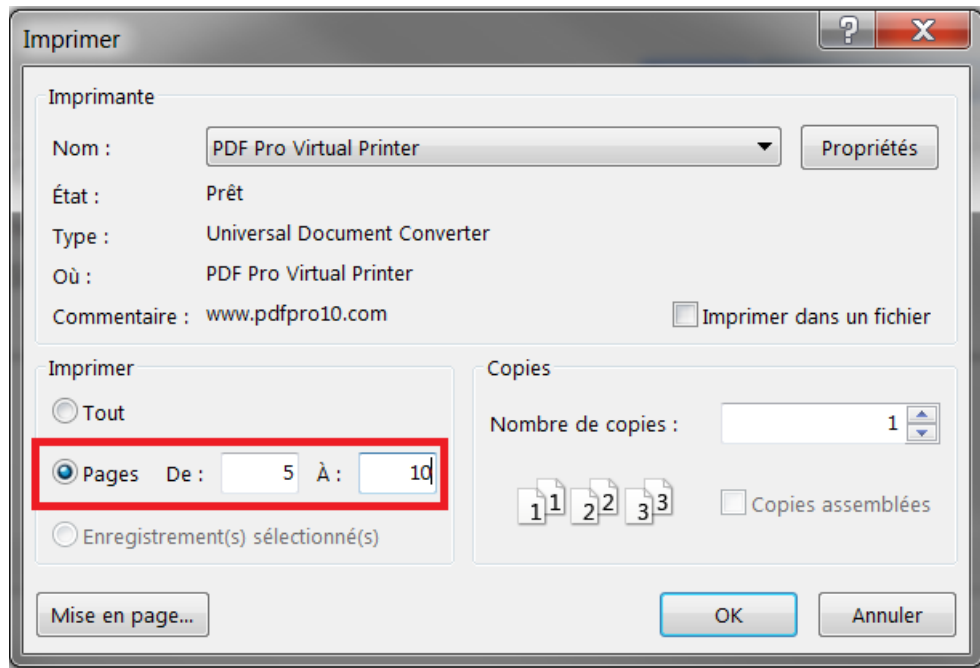 Imprimer
Imprimante
Nom : PDF Pro Virtual Printer Propriétés
État : Prêt
Type : Universal Document Converter
Où : PDF Pro Virtual Printer
Commentaire : www.pdfpro10.com Imprimer dans un fichier
Imprimer
Tout
Pages De : 5 À : 10
Enregistrement(s) sélectionné(s)
Copies
Nombre de copies : 1
1 1 2 2 3 3 Copies assemblées
Mise en page... OK Annuler